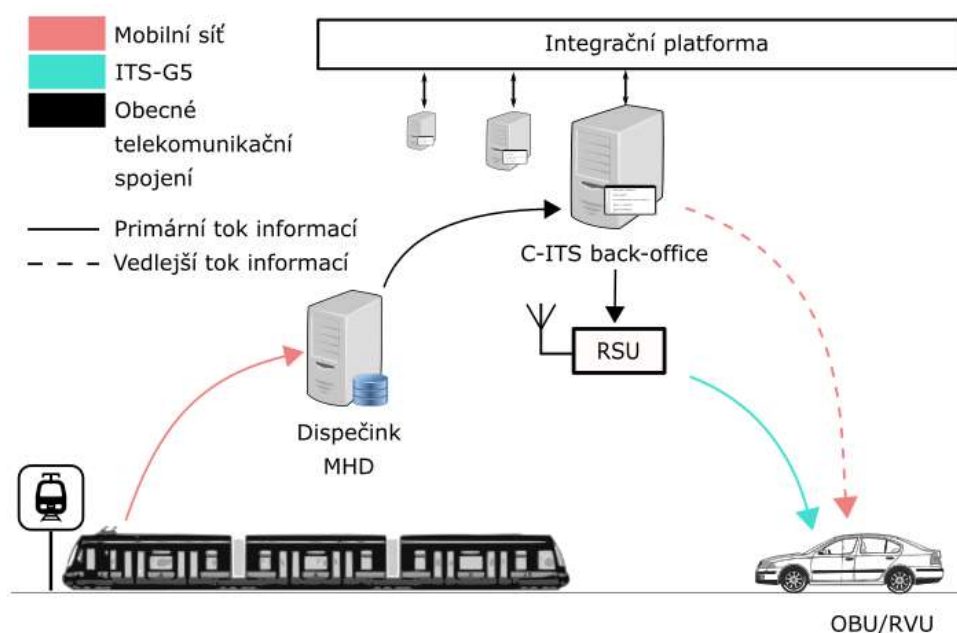 Mobilní síť
ITS-G5
Obecné
telekomunikační
spojení
Primární tok informací
Vedlejší tok informací
Integrační platforma
C-ITS back-office
RSU
Dispečink
MHD
OBU/RVU